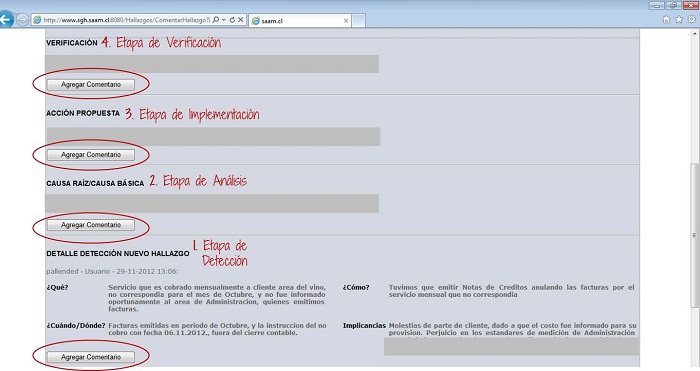 http://www.sgh.saam.cl:8080/Hallazgos/ComentarHallazgo?I
saam.cl
VERIFICACIÓN 4. Etapa de Verificación
Agregar Comentario
ACCIÓN PROPUESTA 3. Etapa de Implementación
Agregar Comentario
CAUSA RAÍZ/CAUSA BÁSICA 2. Etapa de Análisis
Agregar Comentario
1. Etapa de
Detección
DETALLE DETECCIÓN NUEVO HALLAZGO
pallended - Usuario - 29-11-2012 13:06:
¿Qué? Servicio que es cobrado mensualmente a cliente area del vino,
no correspondia para el mes de Octubre, y no fue informado
oportunamente al area de Administracion, quienes emitimos
facturas.
¿Cómo? Tuvimos que emitir Notas de Creditos anulando las facturas por el
servicio mensual que no correspondia
¿Cuándo/Dónde? Facturas emitidas en periodo de Octubre, y la instruccion del no
cobro con fecha 06.11.2012., fuera del cierre contable.
Implicancias Molestias de parte de cliente, dado a que el costo fue informado para su
provision. Perjuicio en los estandares de medición de Administración
Agregar Comentario